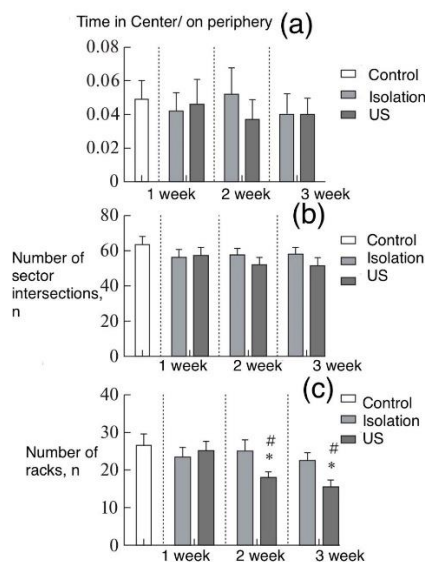 Time in Center/ on periphery (a)
0.08
0.06
0.04
0.02
0.00
Control
Isolation
US
1 week 2 week 3 week
(b)
Number of
sector
intersections,
n
80
60
40
20
0
Control
Isolation
US
1 week 2 week 3 week
(c)
Number of
racks, n
40
30
20
10
0
# *
# *
Control
Isolation
US
1 week 2 week 3 week